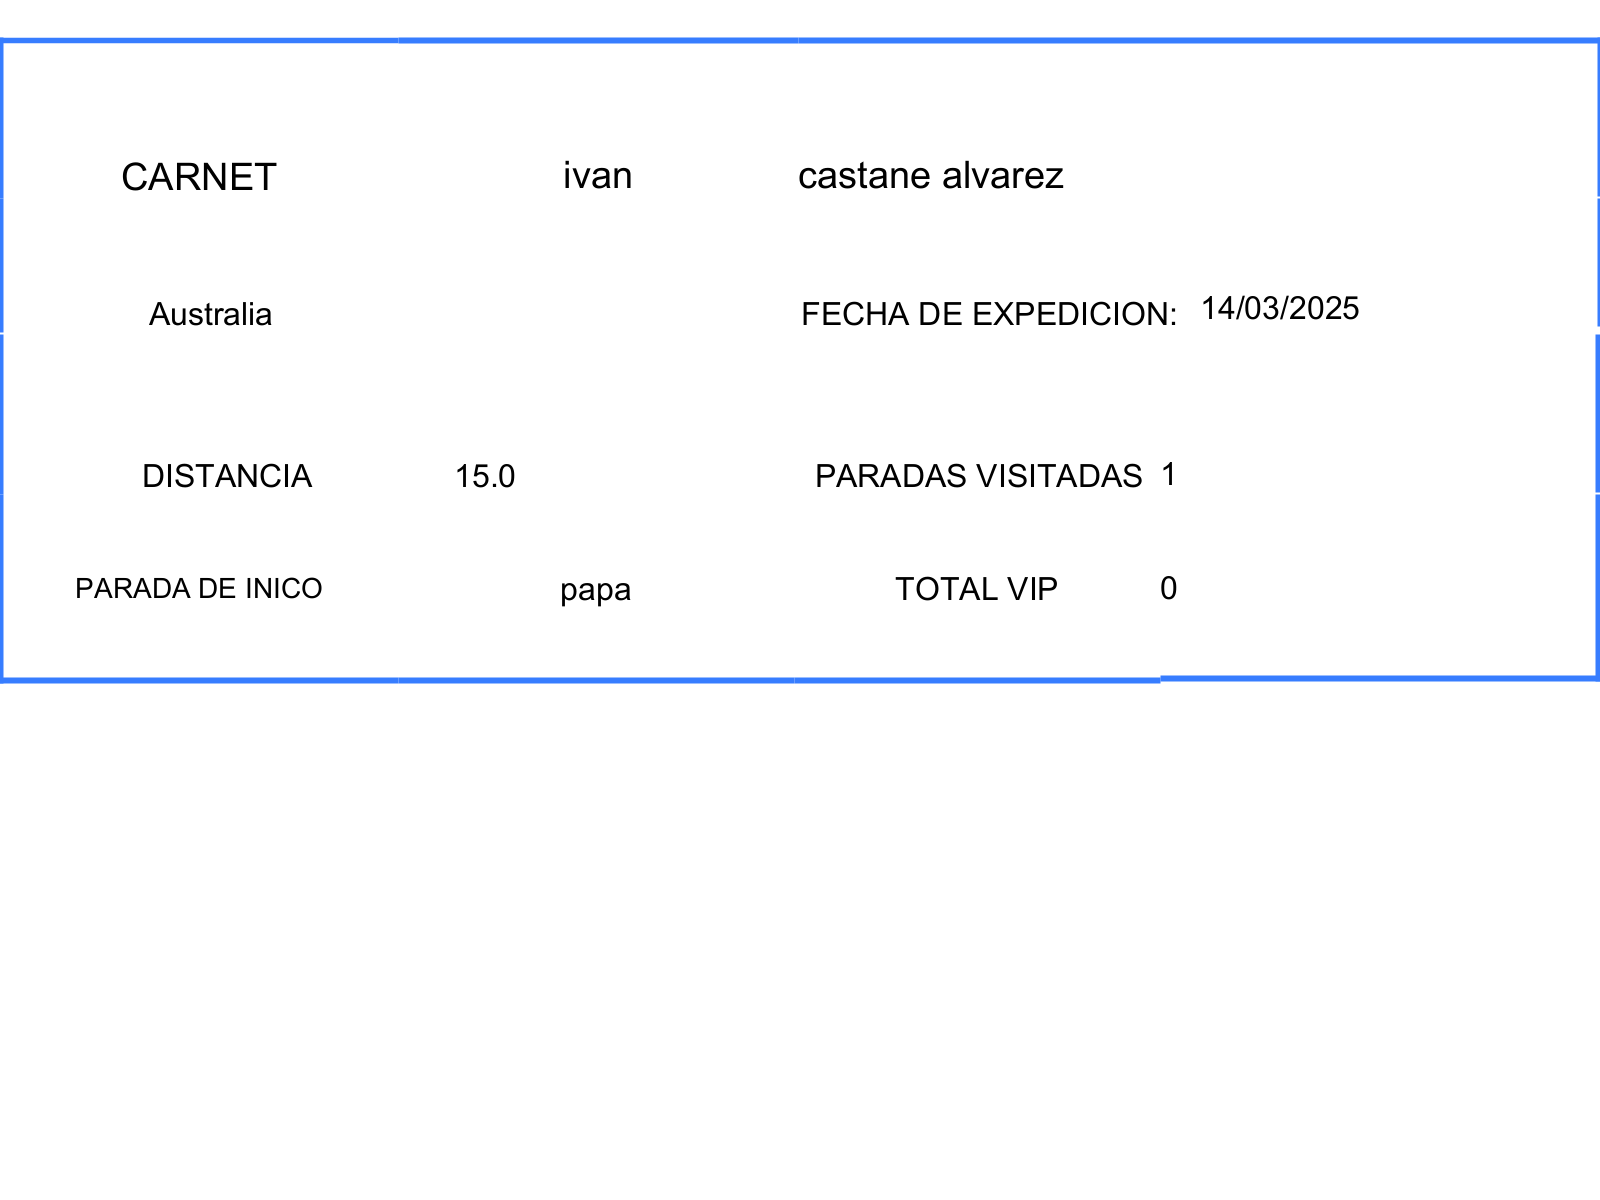 CARNET ivan castane alvarez
Australia FECHA DE EXPEDICION: 14/03/2025
DISTANCIA 15.0 PARADAS VISITADAS 1
PARADA DE INICO papa TOTAL VIP 0